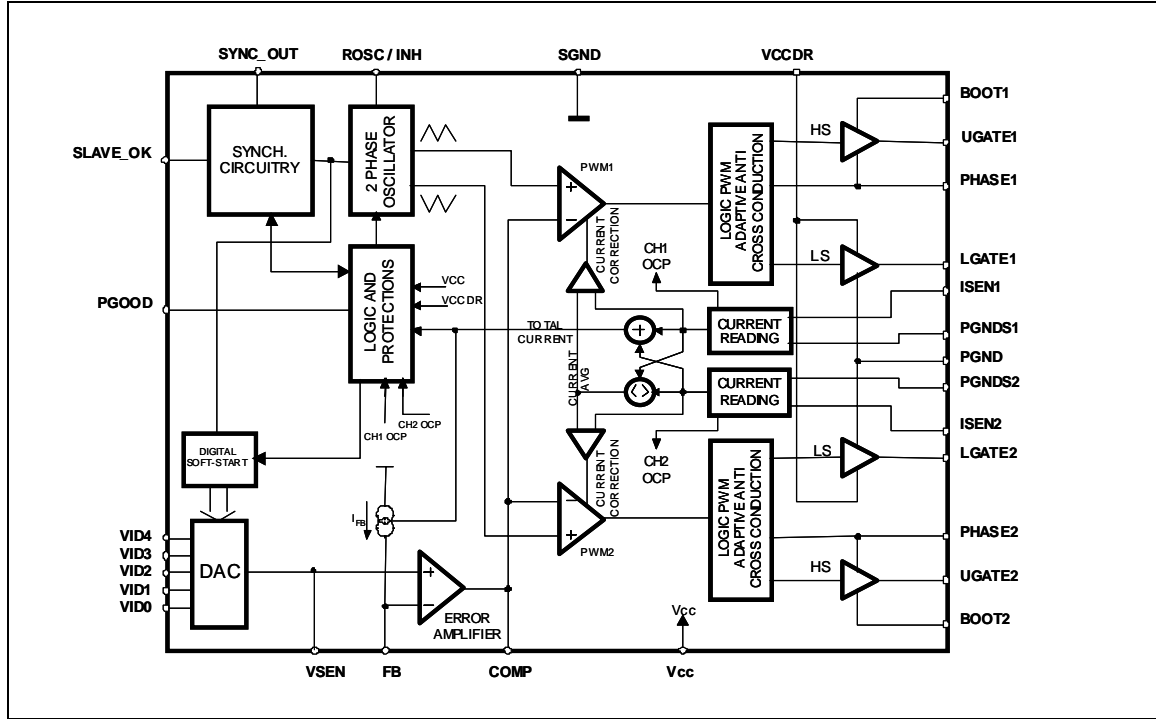 SYNC_OUT
ROSC / INH
SGND
VCCDR
BOOT1
UGATE1
PHASE1
LGATE1
ISEN1
PGNDS1
PGND
PGNDS2
ISEN2
LGATE2
PHASE2
UGATE2
BOOT2
SLAVE_OK
PGOOD
VID4
VID3
VID2
VID1
VID0
SYNCH.
CIRCUITRY
2 PHASE
OSCILLATOR
LOGIC AND
PROTECTIONS
VCC
VCCDR
CH1 OCP
CH2 OCP
DIGITAL
SOFT-START
DAC
IFB
ERROR
AMPLIFIER
PWM1
CURRENT
CORRECTION
TOTAL
CURRENT
CURRENT
AVG
CH1
OCP
CURRENT
READING
CURRENT
READING
CH2
OCP
CURRENT
CORRECTION
PWM2
LOGIC PWM
ADAPTIVE ANTI
CROSS CONDUCTION
HS
LS
LOGIC PWM
ADAPTIVE ANTI
CROSS CONDUCTION
LS
HS
Vcc
VSEN
FB
COMP
Vcc